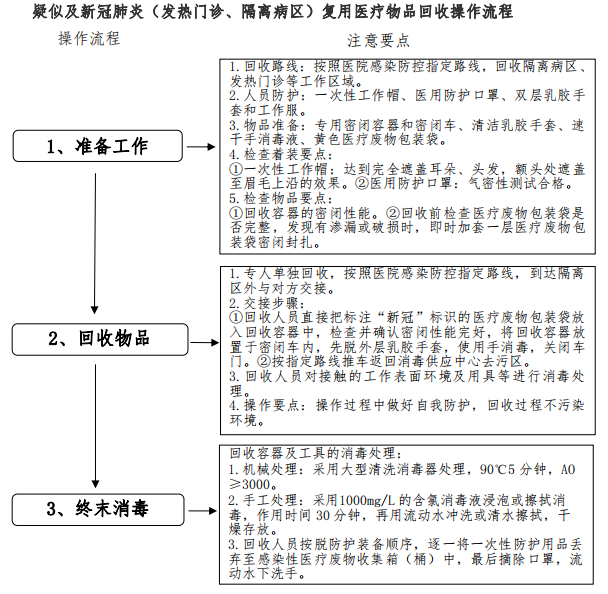 疑似及新冠肺炎（发热门诊、隔离病区）复用医疗物品回收操作流程
操作流程
注意要点
1、准备工作
1.回收路线：按照医院感染防控指定路线，回收隔离病区、
发热门诊等工作区域。
2.人员防护：一次性工作帽、医用防护口罩、双层乳胶手
套和工作服。
3.物品准备：专用密闭容器和密闭车、清洁乳胶手套、速
干手消毒液、黄色医疗废物包装袋。
4.检查着装要点：
①一次性工作帽：达到完全遮盖耳朵、头发，额头处遮盖
至眉毛上沿的效果。②医用防护口罩：气密性测试合格。
5.检查物品要点：
①回收容器的密闭性能。②回收前检查医疗废物包装袋是
否完整，发现有渗漏或破损时，即时加套一层医疗废物包
装袋密闭封扎。
2、回收物品
1.专人单独回收，按照医院感染防控指定路线，到达隔离
区外与对方交接。
2.交接步骤：
①回收人员直接把标注“新冠”标识的医疗废物包装袋放
入回收容器中，检查并确认密闭性能完好，将回收容器放
置于密闭车内，先脱外层乳胶手套，使用手消毒，关闭车
门。②按指定路线推车返回消毒供应中心去污区。
3.回收人员对接触的工作表面环境及用具等进行消毒处
理。
4.操作要点：操作过程中做好自我防护，回收过程不污染
环境。
3、终末消毒
回收容器及工具的消毒处理：
1.机械处理：采用大型清洗消毒器处理，90℃5分钟，AO
≥3000。
2.手工处理：采用1000mg/L的含氯消毒液浸泡或擦拭消
毒，作用时间30分钟，再用流动水冲洗或清水擦拭，干
燥存放。
3.回收人员按脱防护装备顺序，逐一将一次性防护用品丢
弃至感染性医疗废物收集箱（桶）中，最后摘除口罩，流
动水下洗手。